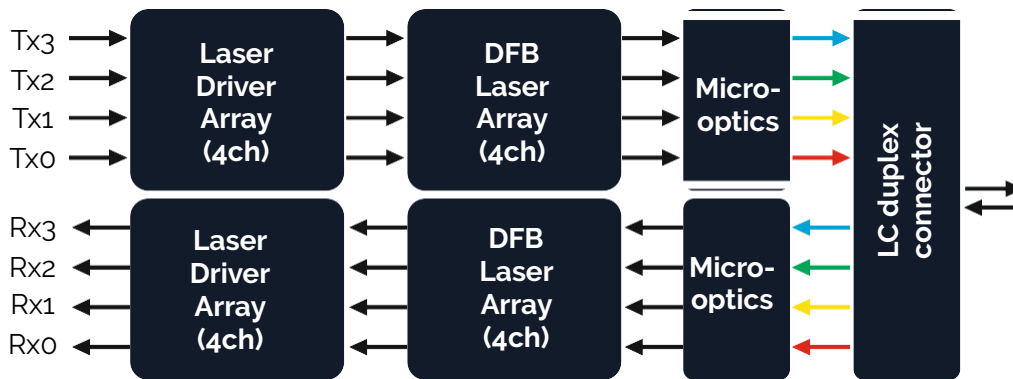 Tx3
Tx2
Tx1
Tx0
Laser
Driver
Array
(4ch)
DFB
Laser
Array
(4ch)
Micro-
optics
Rx3
Rx2
Rx1
Rx0
Laser
Driver
Array
(4ch)
DFB
Laser
Array
(4ch)
Micro-
optics
LC duplex
connector